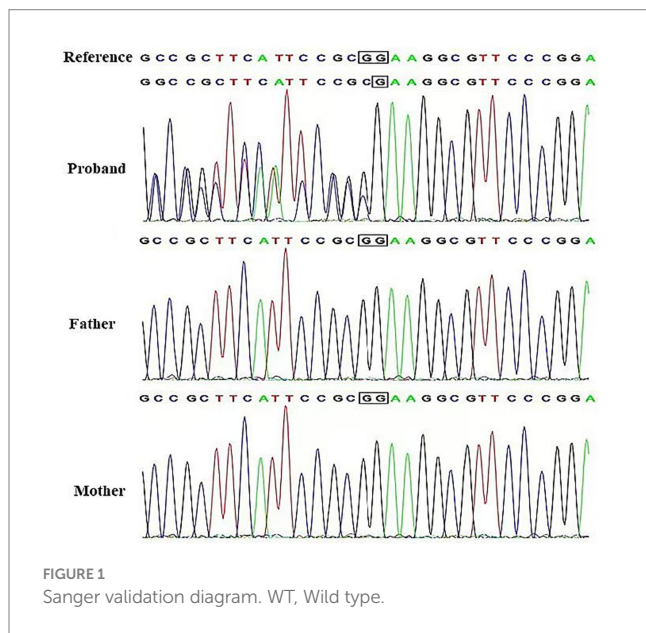 Reference G C C G C T T C A T T C C G C G G A A G G C G T T C C C G G A
G G C C G C T T C A T T C C G C G A A G G C G T T C C C G G A
Proband
G C C G C T T C A T T C C G C G G A A G G C G T T C C C G G A
Father
G C C G C T T C A T T C C G C G G A A G G C G T T C C C G G A
Mother
FIGURE 1
Sanger validation diagram. WT, Wild type.